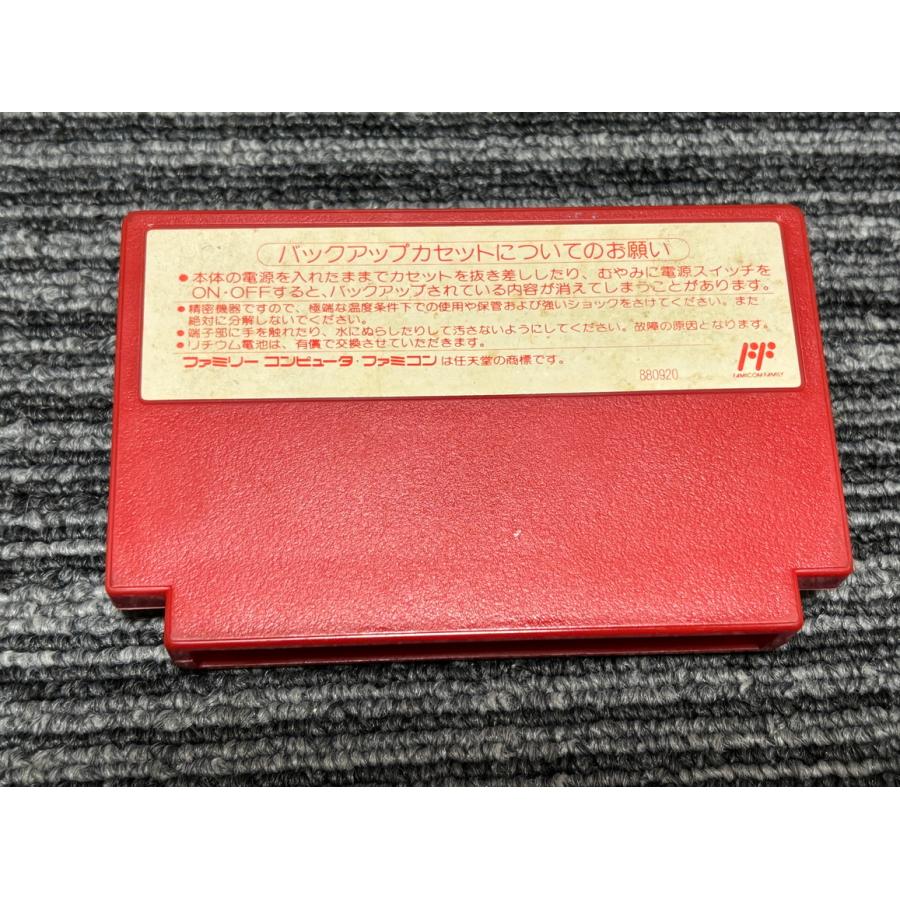 バックアップカセットについてのお願い
●本体の電源を入れたままでカセットを抜き差ししたり、むやみに電源スイッチを
ON・OFFすると、バックアップされている内容が消えてしまうことがあります。
●精密機器ですので、極端な温度条件下での使用や保管および強いショックをさけてください。また
絶対に分解しないでください。
●端子部に手を触れたり、水にぬらしたりして汚さないようにしてください。故障の原因となります。
●リチウム電池は、有償で交換させていただきます。
ファミリーコンピュータ・ファミコンは任天堂の商標です。
880920
FAMICOM FAMILY